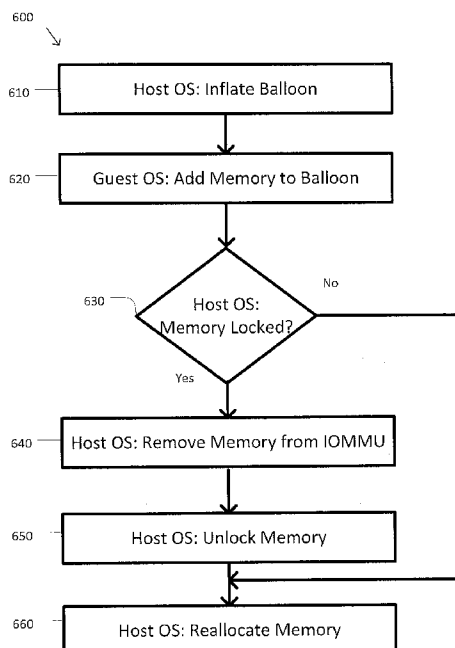 600
610
Host OS: Inflate Balloon
620
Guest OS: Add Memory to Balloon
630
Host OS:
Memory Locked?
No
Yes
640
Host OS: Remove Memory from IOMMU
650
Host OS: Unlock Memory
660
Host OS: Reallocate Memory